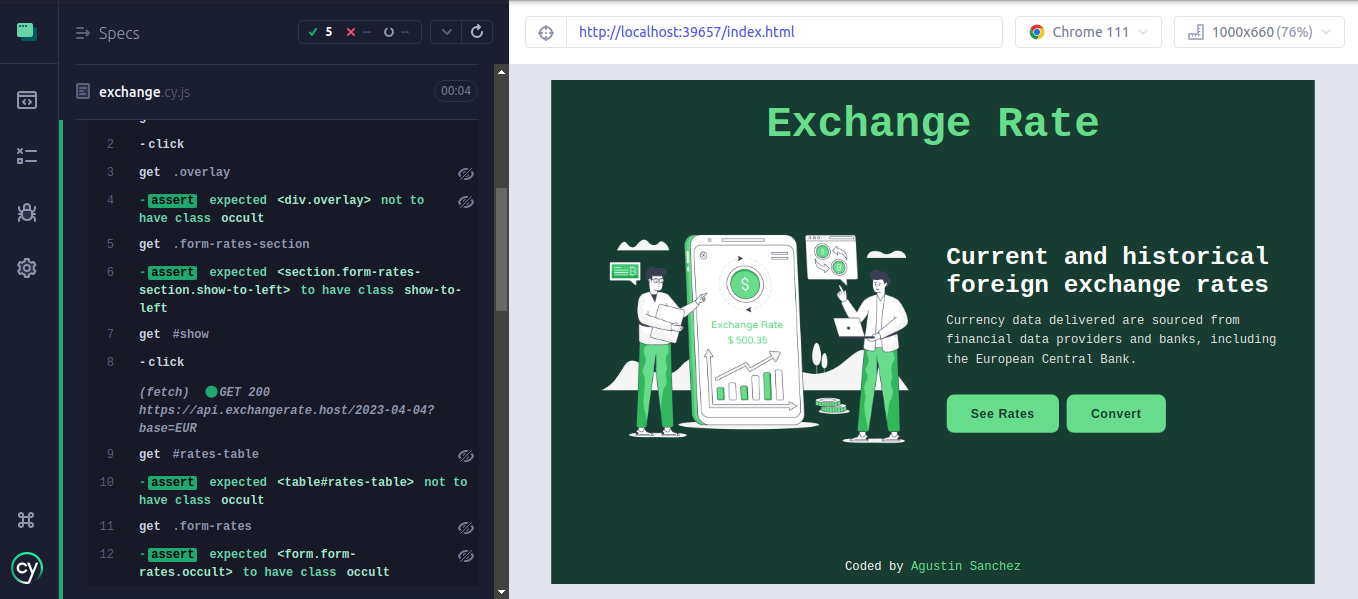 Specs
5 -- --
exchange.cy.js
00:04
2 -click
3 get .overlay
4 -assert expected <div.overlay> not to
have class occult
5 get .form-rates-section
6 -assert expected <section.form-rates-
section.show-to-left> to have class show-to-
left
7 get #show
8 -click
(fetch) GET 200
https://api.exchangerate.host/2023-04-04?
base=EUR
9 get #rates-table
10 -assert expected <table#rates-table> not to
have class occult
11 get .form-rates
12 -assert expected <form.form-
rates.occult> to have class occult
cy
http://localhost:39657/index.html
Chrome 111
1000x660 (76%)
Exchange Rate
$
Exchange Rate
$ 500.35
Current and historical
foreign exchange rates
Currency data delivered are sourced from
financial data providers and banks, including
the European Central Bank.
See Rates
Convert
Coded by Agustin Sanchez